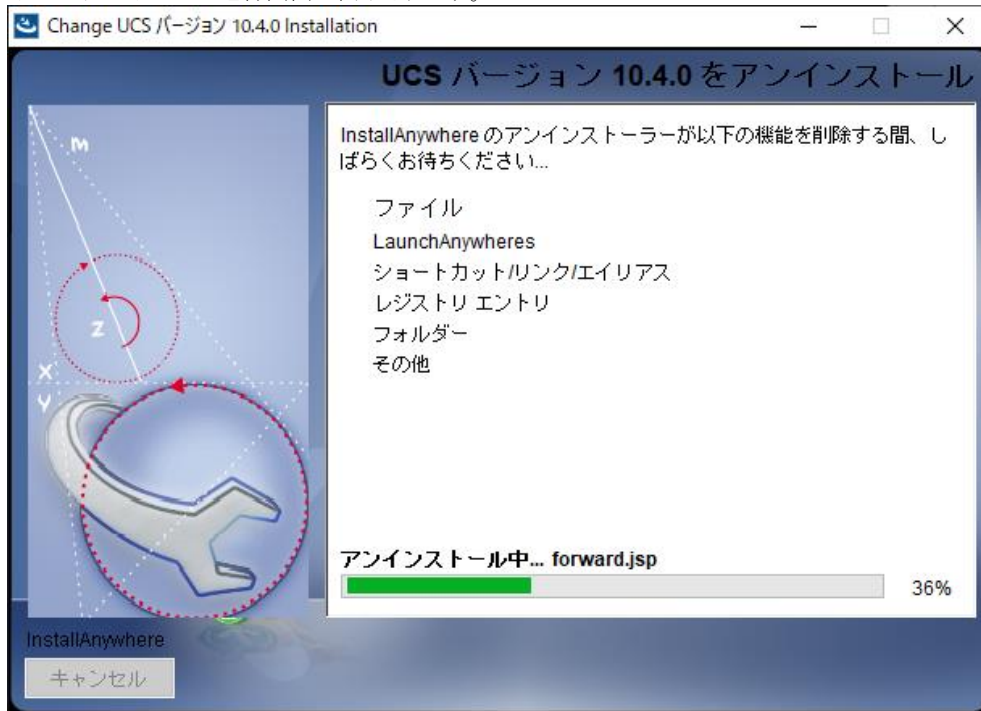 Change UCS バージョン 10.4.0 Installation
UCS バージョン 10.4.0 をアンインストール
InstallAnywhere のアンインストーラーが以下の機能を削除する間、し
ばらくお待ちください...
ファイル
LaunchAnywheres
ショートカット/リンク/エイリアス
レジストリ エントリ
フォルダー
その他
M
Z
X
Y
アンインストール中... forward.jsp
36%
InstallAnywhere
キャンセル